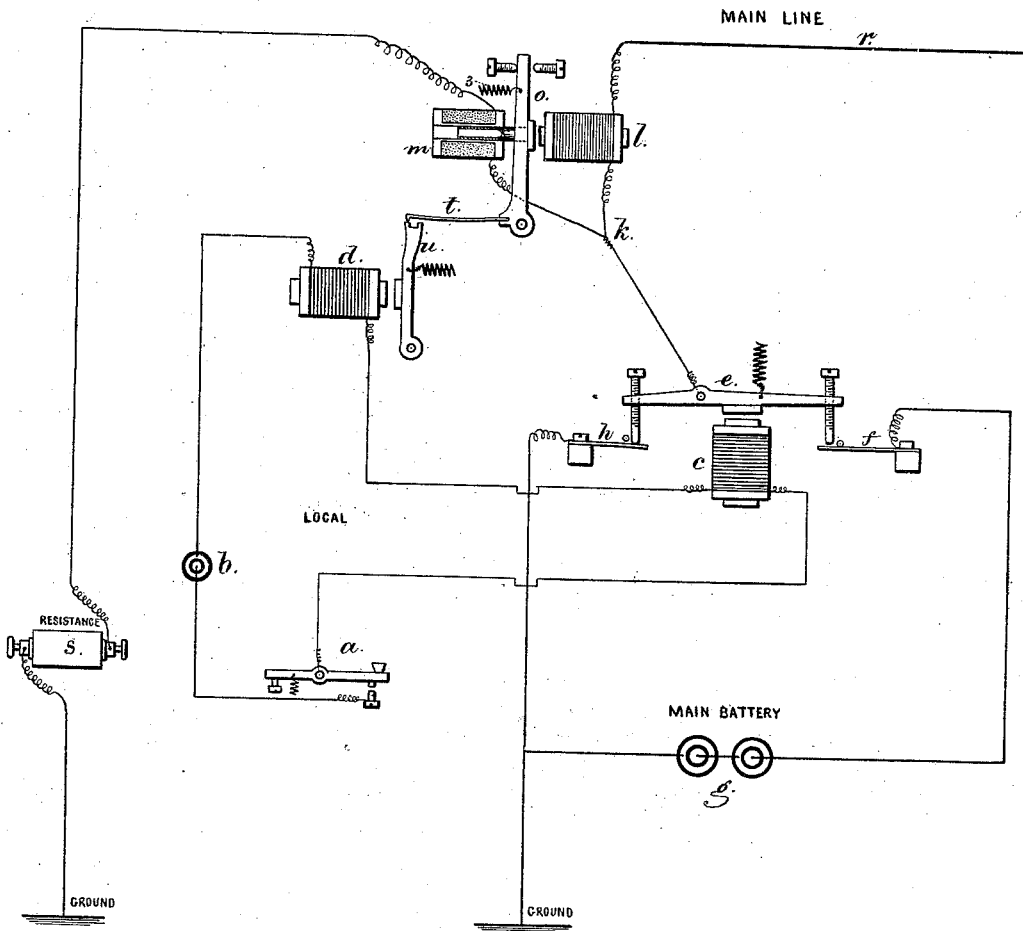 MAIN LINE
r.
3
o.
m
l.
t.
k.
u.
d.
e.
h
f
c
LOCAL
b.
RESISTANCE
S.
a.
MAIN BATTERY
g.
GROUND
GROUND